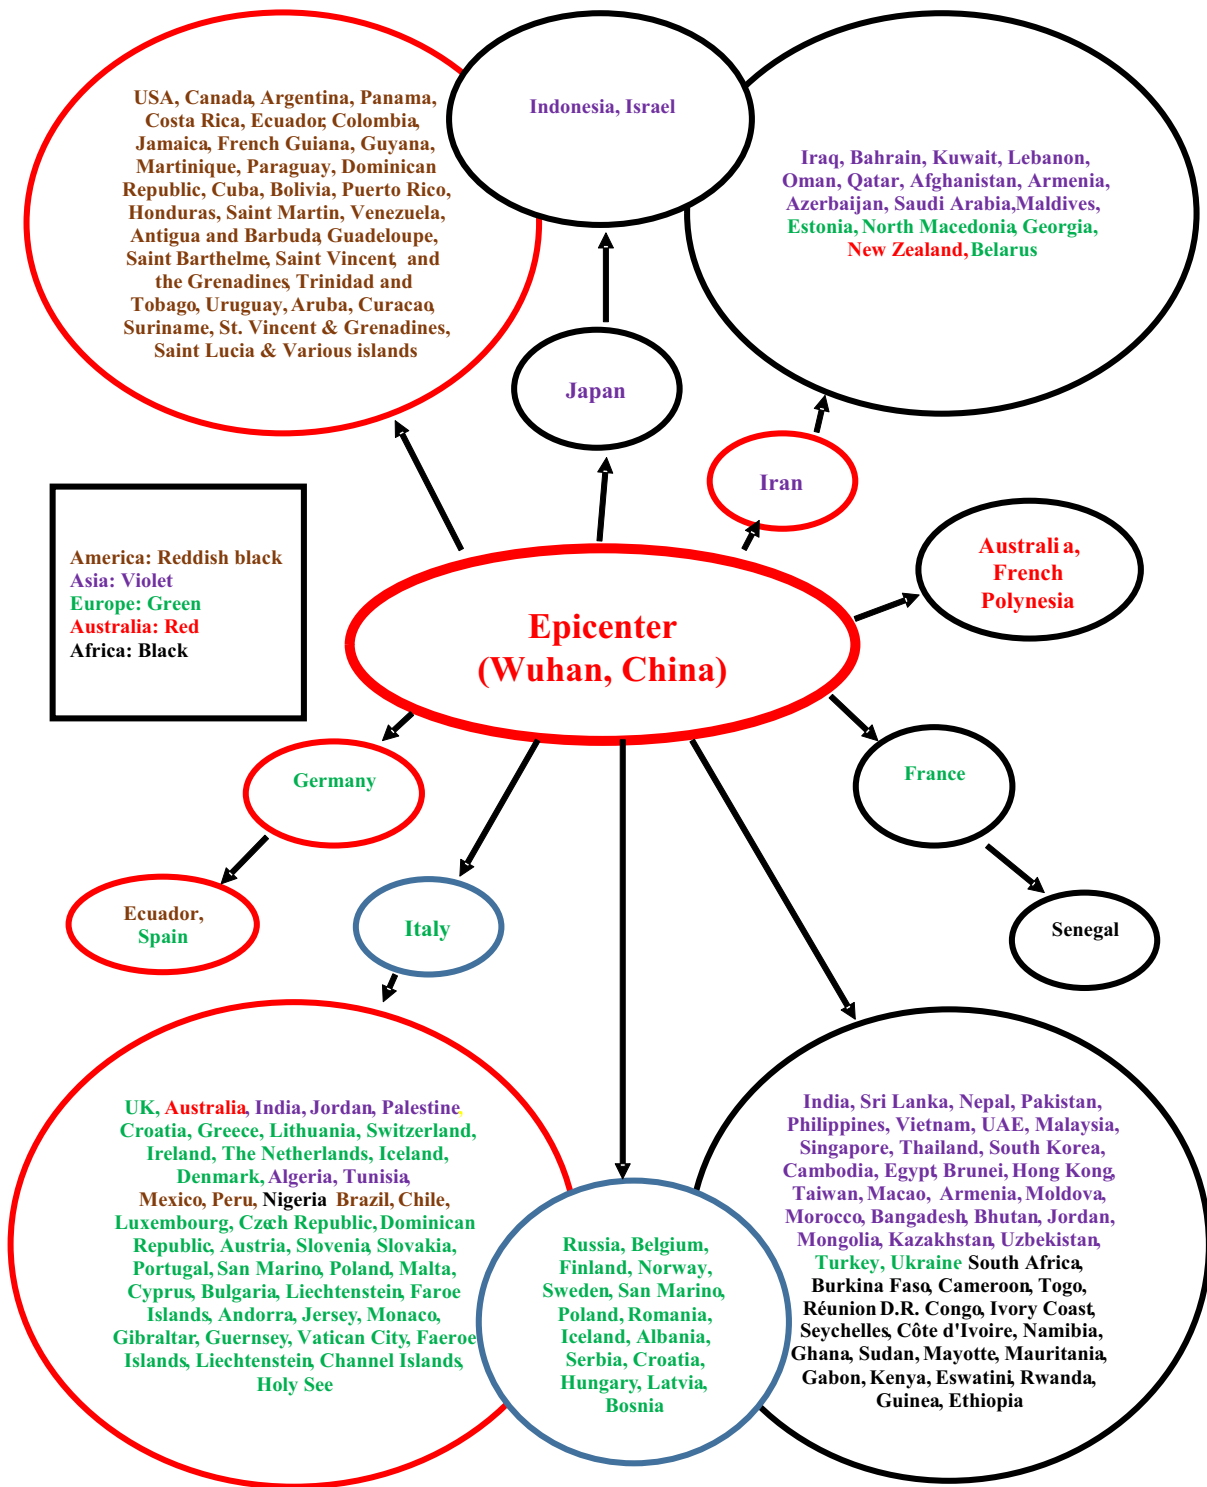 USA, Canada, Argentina, Panama,
Costa Rica, Ecuador, Colombia,
Jamaica, French Guiana, Guyana,
Martinique, Paraguay, Dominican
Republic, Cuba, Bolivia, Puerto Rico,
Honduras, Saint Martin, Venezuela,
Antigua and Barbuda, Guadeloupe,
Saint Barthelme, Saint Vincent, and
the Grenadines, Trinidad and
Tobago, Uruguay, Aruba, Curacao,
Suriname, St. Vincent & Grenadines,
Saint Lucia & Various islands
Indonesia, Israel
Iraq, Bahrain, Kuwait, Lebanon,
Oman, Qatar, Afghanistan, Armenia,
Azerbaijan, Saudi Arabia,Maldives,
Estonia, North Macedonia, Georgia,
New Zealand, Belarus
Japan
Iran
America: Reddish black
Asia: Violet
Europe: Green
Australia: Red
Africa: Black
Australia,
French
Polynesia
Epicenter
(Wuhan, China)
Germany
France
Ecuador,
Spain
Italy
Senegal
UK, Australia, India, Jordan, Palestine,
Croatia, Greece, Lithuania, Switzerland,
Ireland, The Netherlands, Iceland,
Denmark, Algeria, Tunisia,
Mexico, Peru, Nigeria Brazil, Chile,
Luxembourg, Czech Republic, Dominican
Republic, Austria, Slovenia, Slovakia,
Portugal, San Marino, Poland, Malta,
Cyprus, Bulgaria, Liechtenstein, Faroe
Islands, Andorra, Jersey, Monaco,
Gibraltar, Guernsey, Vatican City, Faeroe
Islands, Liechtenstein, Channel Islands,
Holy See
Russia, Belgium,
Finland, Norway,
Sweden, San Marino,
Poland, Romania,
Iceland, Albania,
Serbia, Croatia,
Hungary, Latvia,
Bosnia
India, Sri Lanka, Nepal, Pakistan,
Philippines, Vietnam, UAE, Malaysia,
Singapore, Thailand, South Korea,
Cambodia, Egypt, Brunei, Hong Kong,
Taiwan, Macao, Armenia, Moldova,
Morocco, Bangadesh, Bhutan, Jordan,
Mongolia, Kazakhstan, Uzbekistan,
Turkey, Ukraine South Africa,
Burkina Faso, Cameroon, Togo,
Réunion D.R. Congo, Ivory Coast,
Seychelles, Côte d'Ivoire, Namibia,
Ghana, Sudan, Mayotte, Mauritania,
Gabon, Kenya, Eswatini, Rwanda,
Guinea, Ethiopia